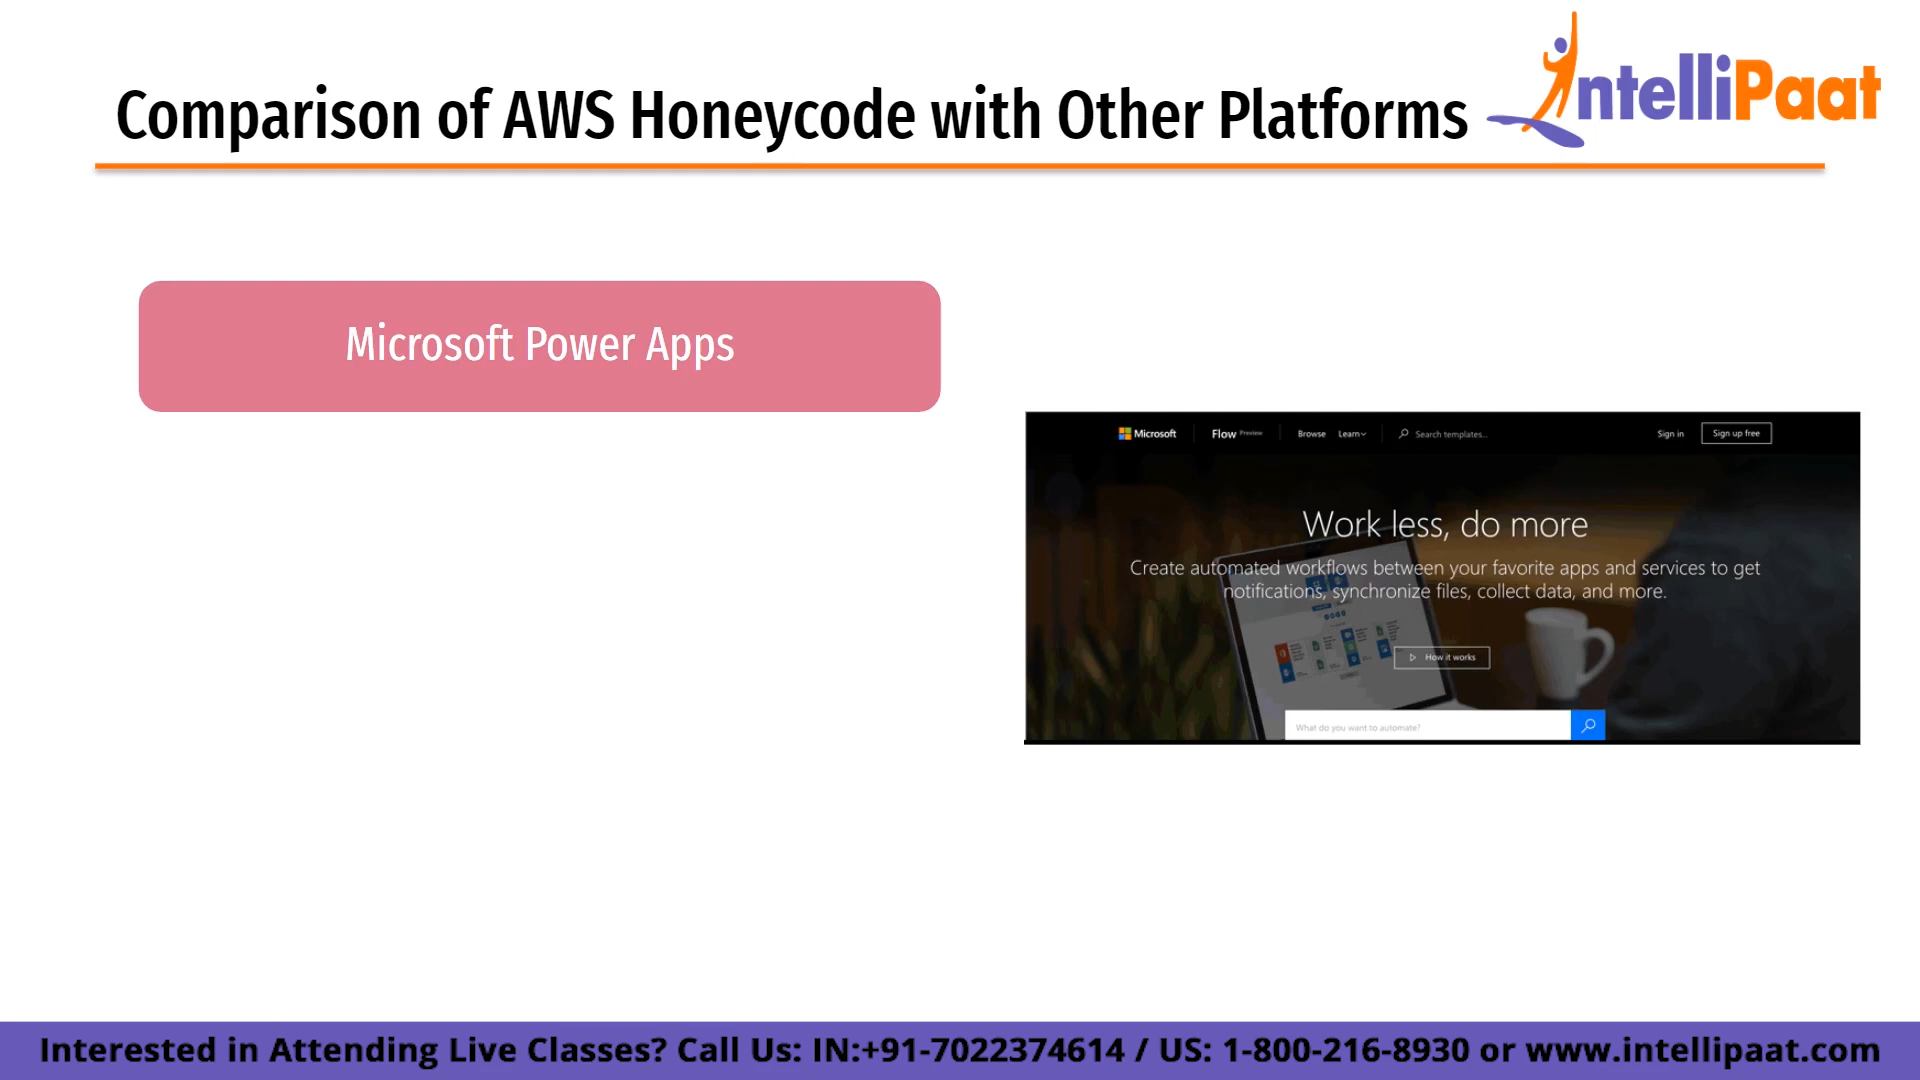 Comparison of AWS Honeycode with Other Platforms
IntelliPaat
Microsoft Power Apps
Microsoft Flow Preview Browse Learn Search templates... Sign in Sign up free
Work less, do more
Create automated workflows between your favorite apps and services to get
notifications, synchronize files, collect data, and more.
How it works
What do you want to automate?
Interested in Attending Live Classes? Call Us: IN:+91-7022374614 / US: 1-800-216-8930 or www.intellipaat.com